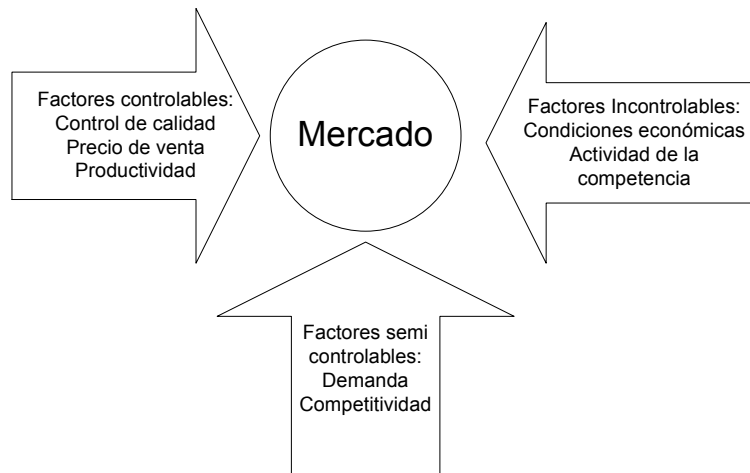 Factores controlables:
Control de calidad
Precio de venta
Productividad
Mercado
Factores Incontrolables:
Condiciones económicas
Actividad de la
competencia
Factores semi
controlables:
Demanda
Competitividad